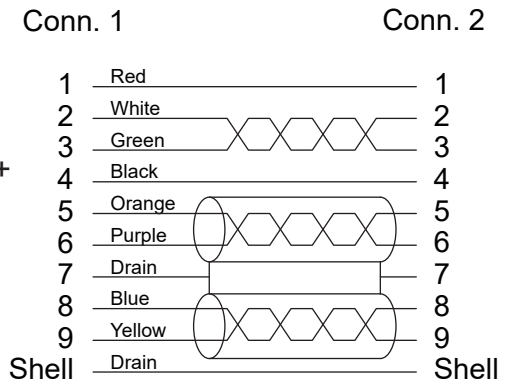 Conn. 1 Conn. 2
1 Red 1
2 White 2
3 Green 3
+
4 Black 4
5 Orange 5
6 Purple 6
7 Drain 7
8 Blue 8
9 Yellow 9
Shell Drain Shell